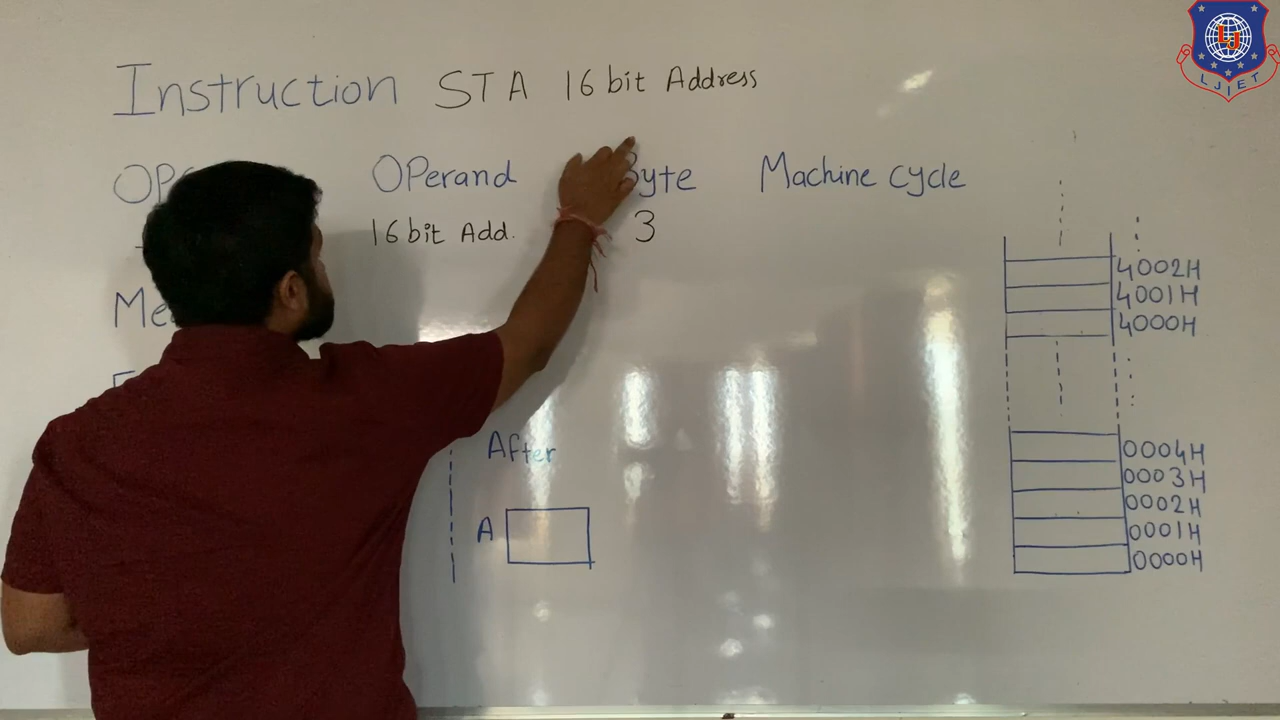 Instruction STA 16 bit Address
Operand Machine cycle
16 bit Add. 3
4002H
4001H
4000H
After
A
0004H
0003H
0002H
0001H
0000H
LJIET